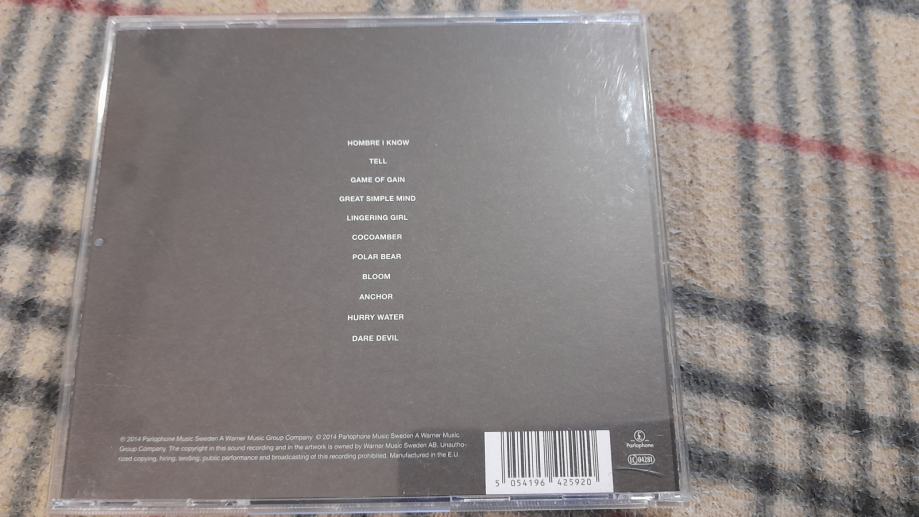 HOMBRE I KNOW
TELL
GAME OF GAIN
GREAT SIMPLE MIND
LINGERING GIRL
COCOAMBER
POLAR BEAR
BLOOM
ANCHOR
HURRY WATER
DARE DEVIL
℗ 2014 Parlophone Music Sweden A Warner Music Group Company © 2014 Parlophone Music Sweden A Warner Music
Group Company. The copyright in this sound recording and in the artwork is owned by Warner Music Sweden AB. Unautho-
rized copying, hiring, lending, public performance and broadcasting of this recording prohibited. Manufactured in the E.U.
5 054196 425920
Parlophone
LC 04281